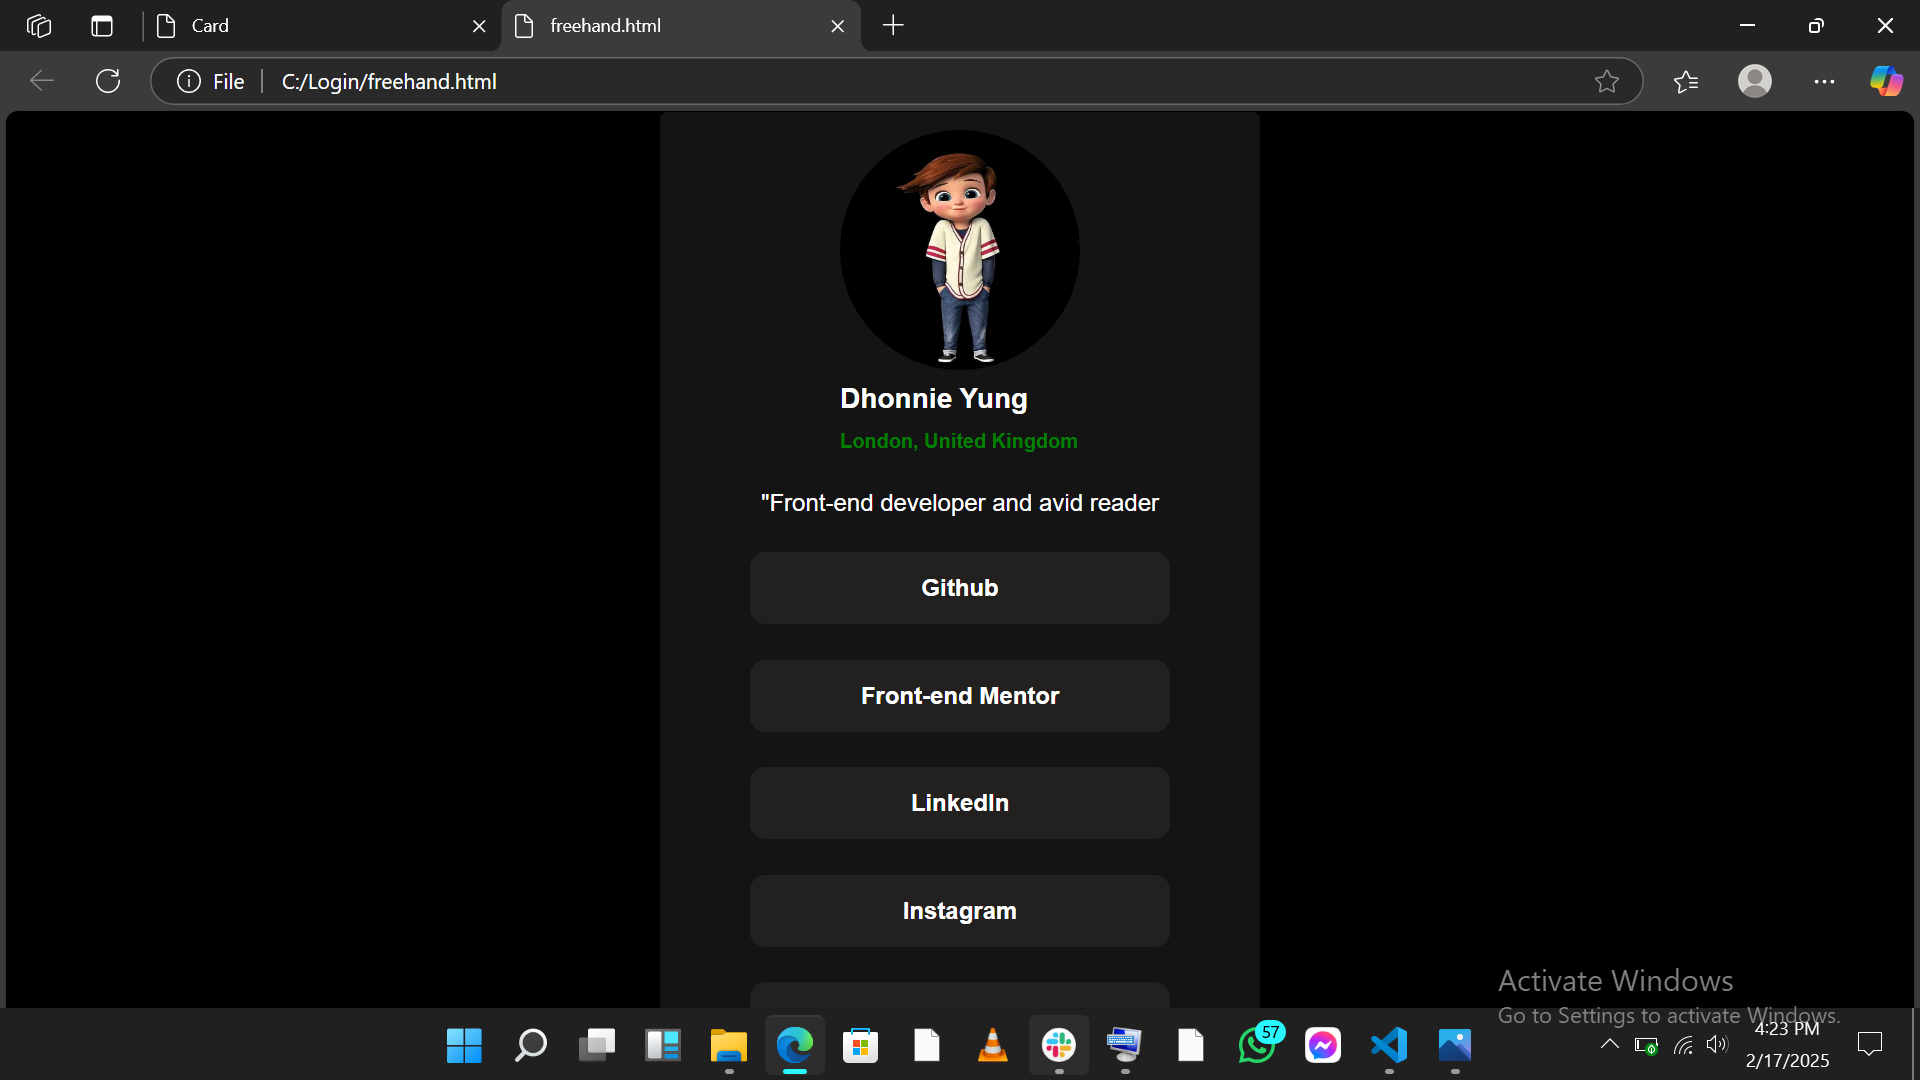 Card
freehand.html
File
C:/Login/freehand.html
Dhonnie Yung
London, United Kingdom
"Front-end developer and avid reader
Github
Front-end Mentor
LinkedIn
Instagram
Activate Windows
Go to Settings to activate Windows.
57
4:23 PM
2/17/2025